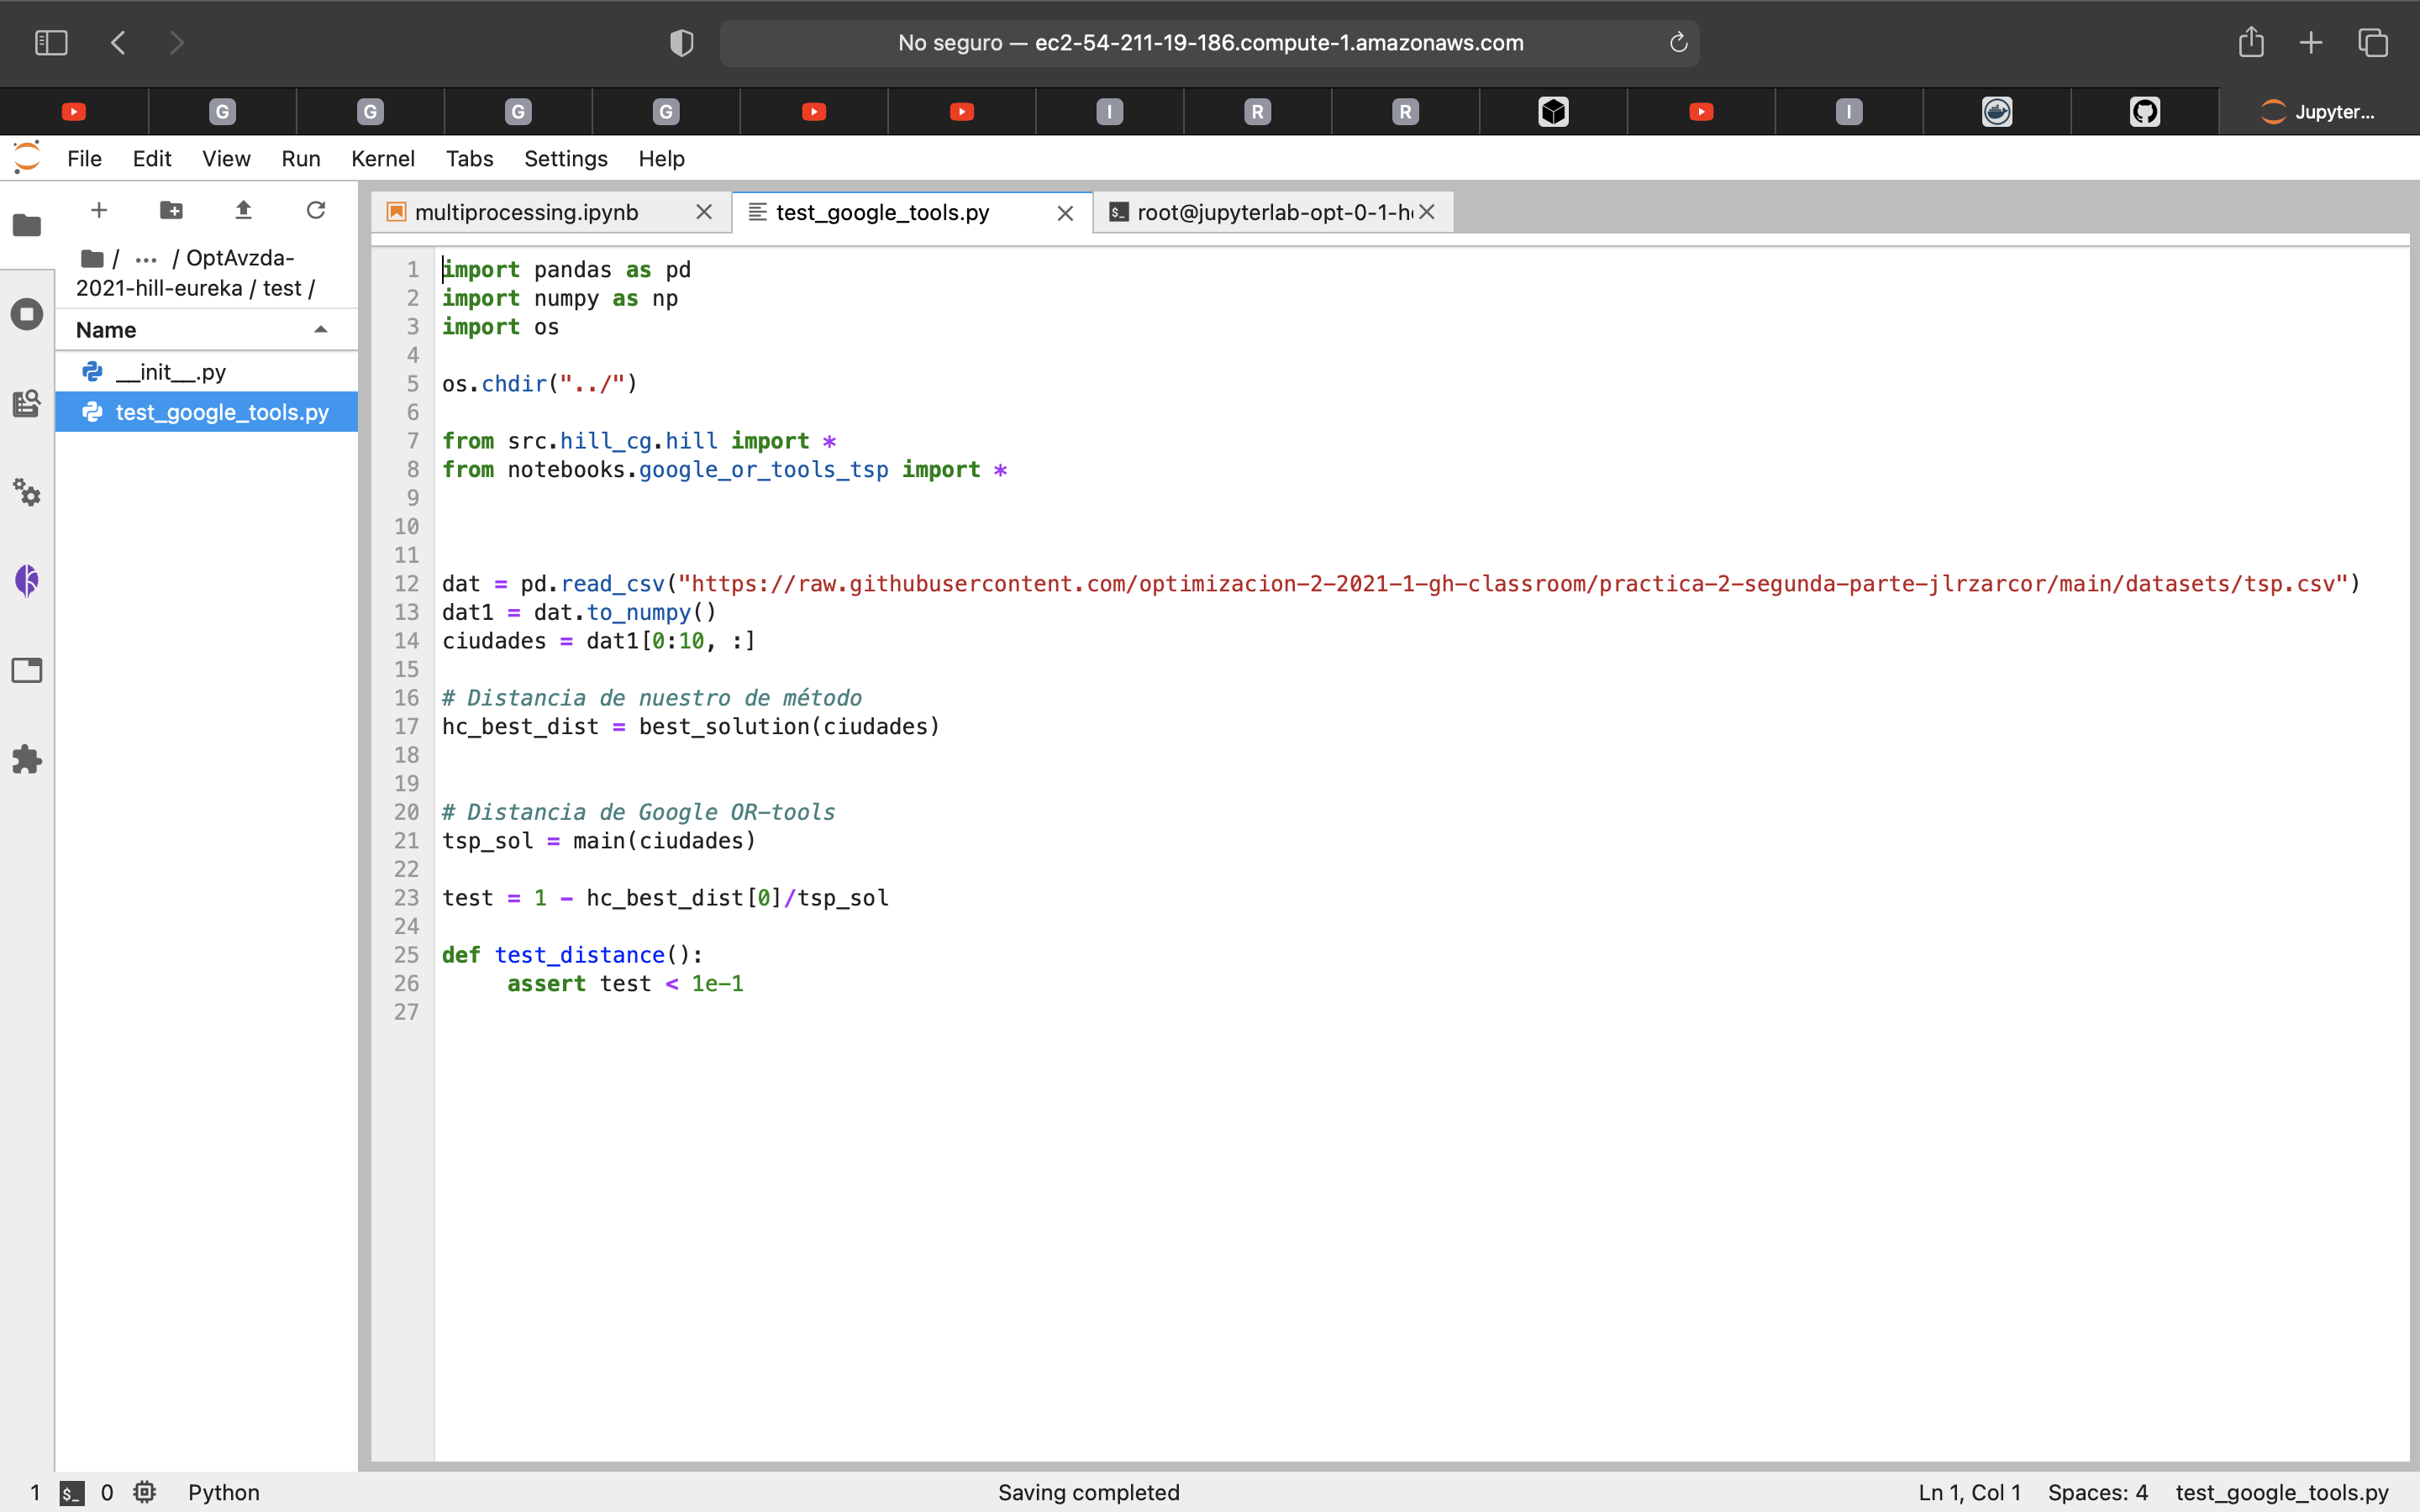 No seguro — ec2-54-211-19-186.compute-1.amazonaws.com
G G G G I R R I Jupyter...
File Edit View Run Kernel Tabs Settings Help
/ ... / OptAvzda-
2021-hill-eureka / test /
Name
__init__.py
test_google_tools.py
multiprocessing.ipynb
test_google_tools.py
root@jupyterlab-opt-0-1-h
1 import pandas as pd
2 import numpy as np
3 import os
4
5 os.chdir("../")
6
7 from src.hill_cg.hill import *
8 from notebooks.google_or_tools_tsp import *
9
10
11
12 dat = pd.read_csv("https://raw.githubusercontent.com/optimizacion-2-2021-1-gh-classroom/practica-2-segunda-parte-jlrzarcor/main/datasets/tsp.csv")
13 dat1 = dat.to_numpy()
14 ciudades = dat1[0:10, :]
15
16 # Distancia de nuestro de método
17 hc_best_dist = best_solution(ciudades)
18
19
20 # Distancia de Google OR-tools
21 tsp_sol = main(ciudades)
22
23 test = 1 - hc_best_dist[0]/tsp_sol
24
25 def test_distance():
26     assert test < 1e-1
27
1 $_ 0 Python
Saving completed
Ln 1, Col 1 Spaces: 4 test_google_tools.py